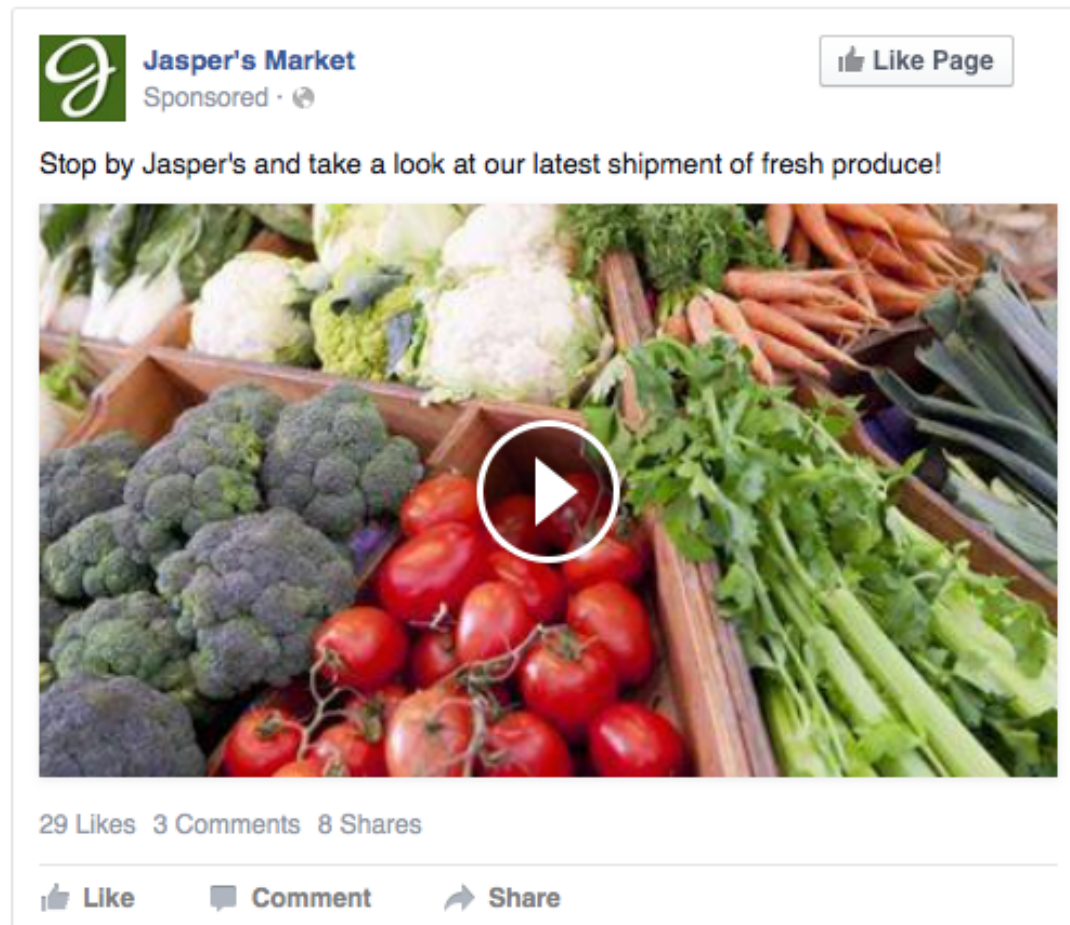 Jasper's Market
Like Page
Sponsored ·
Stop by Jasper's and take a look at our latest shipment of fresh produce!
29 Likes 3 Comments 8 Shares
Like Comment Share